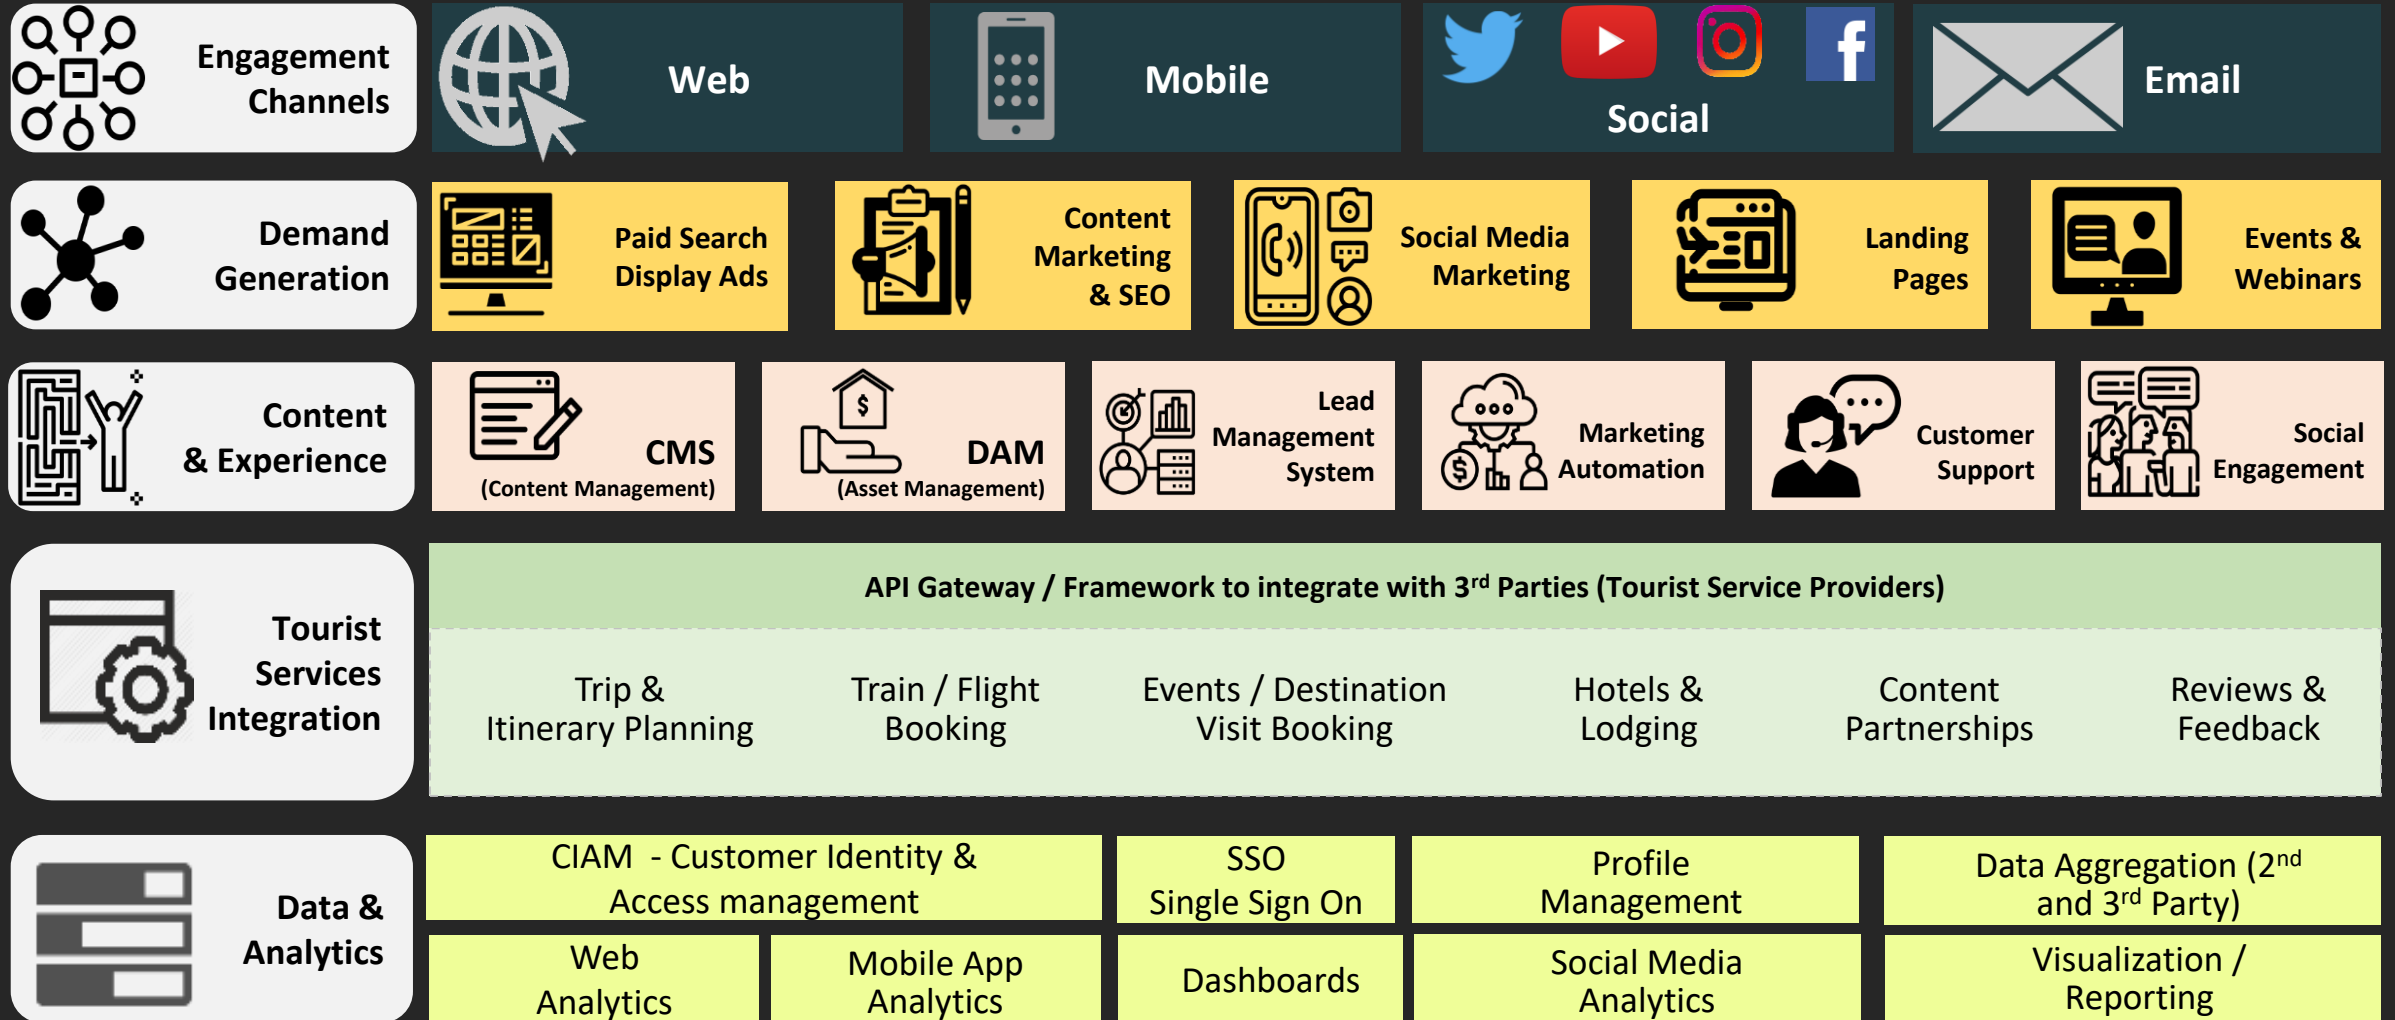 Engagement
Channels
Web
Mobile
Social
Email
Demand
Generation
Paid Search
Display Ads
Content
Marketing
& SEO
Social Media
Marketing
Landing
Pages
Events &
Webinars
Content
& Experience
CMS
(Content Management)
DAM
(Asset Management)
Lead
Management
System
Marketing
Automation
Customer
Support
Social
Engagement
Tourist
Services
Integration
API Gateway / Framework to integrate with 3rd Parties (Tourist Service Providers)
Trip &
Itinerary Planning
Train / Flight
Booking
Events / Destination
Visit Booking
Hotels &
Lodging
Content
Partnerships
Reviews &
Feedback
Data &
Analytics
CIAM - Customer Identity &
Access management
SSO
Single Sign On
Profile
Management
Data Aggregation (2nd
and 3rd Party)
Web
Analytics
Mobile App
Analytics
Dashboards
Social Media
Analytics
Visualization /
Reporting